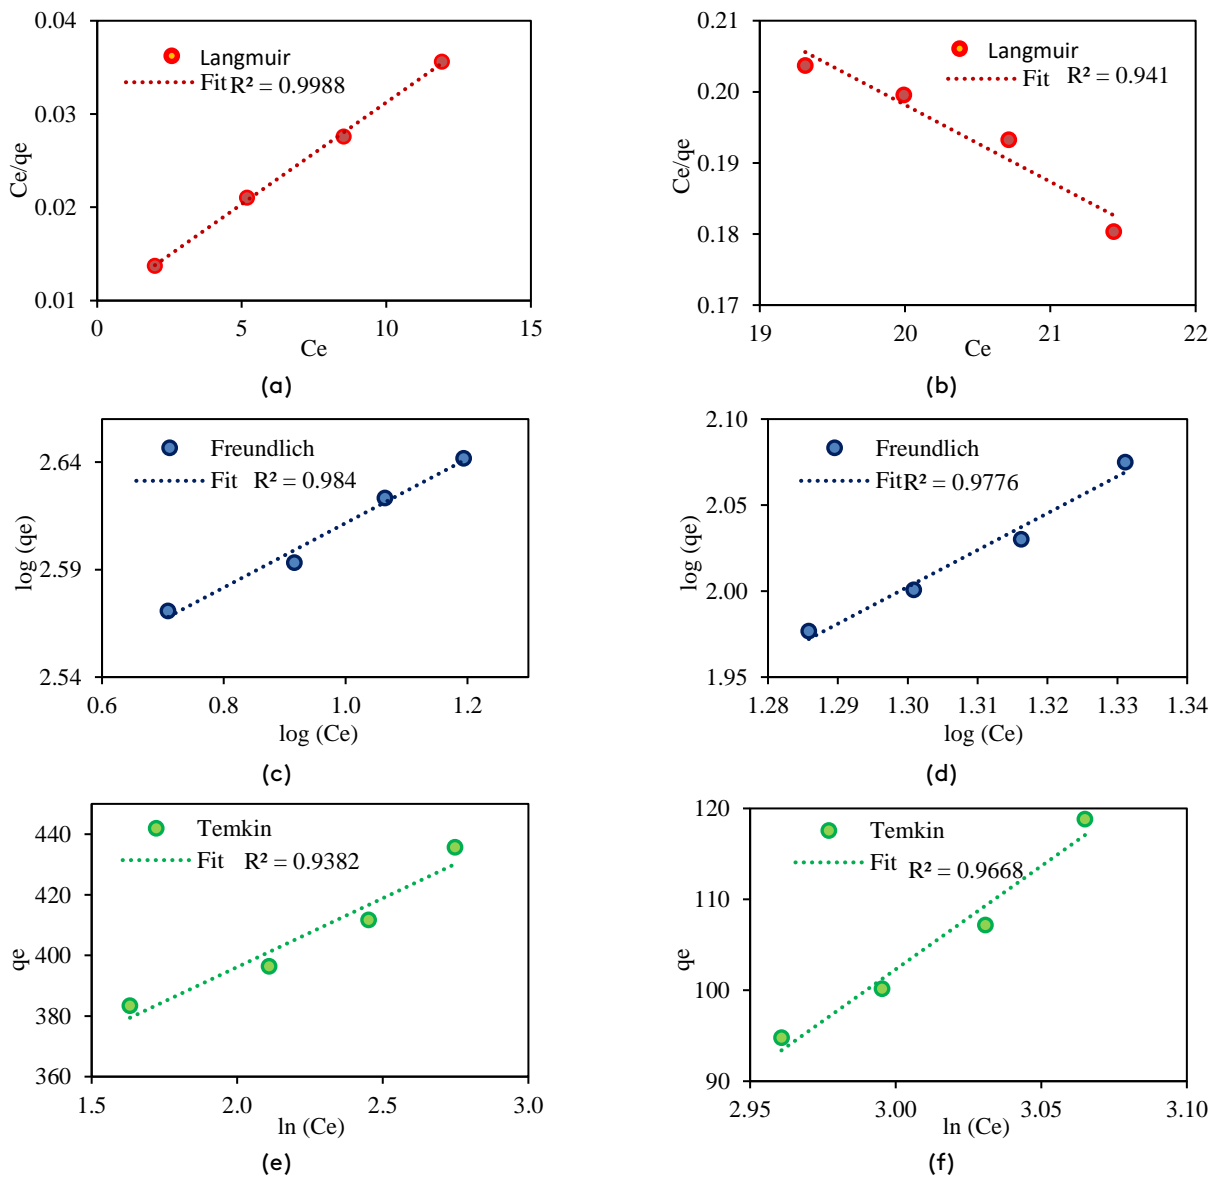 0.04
0.03
0.02
0.01
Ce/qe
Langmuir
Fit R² = 0.9988
0 5 10 15
Ce
(a)
0.21
0.20
0.19
0.18
0.17
Ce/qe
Langmuir
Fit R² = 0.941
19 20 21 22
Ce
(b)
2.64
2.59
2.54
log (qe)
Freundlich
Fit R² = 0.984
0.6 0.8 1.0 1.2
log (Ce)
(c)
2.10
2.05
2.00
1.95
log (qe)
Freundlich
Fit R² = 0.9776
1.28 1.29 1.30 1.31 1.32 1.33 1.34
log (Ce)
(d)
440
420
400
380
360
qe
Temkin
Fit R² = 0.9382
1.5 2.0 2.5 3.0
ln (Ce)
(e)
120
110
100
90
qe
Temkin
Fit R² = 0.9668
2.95 3.00 3.05 3.10
ln (Ce)
(f)